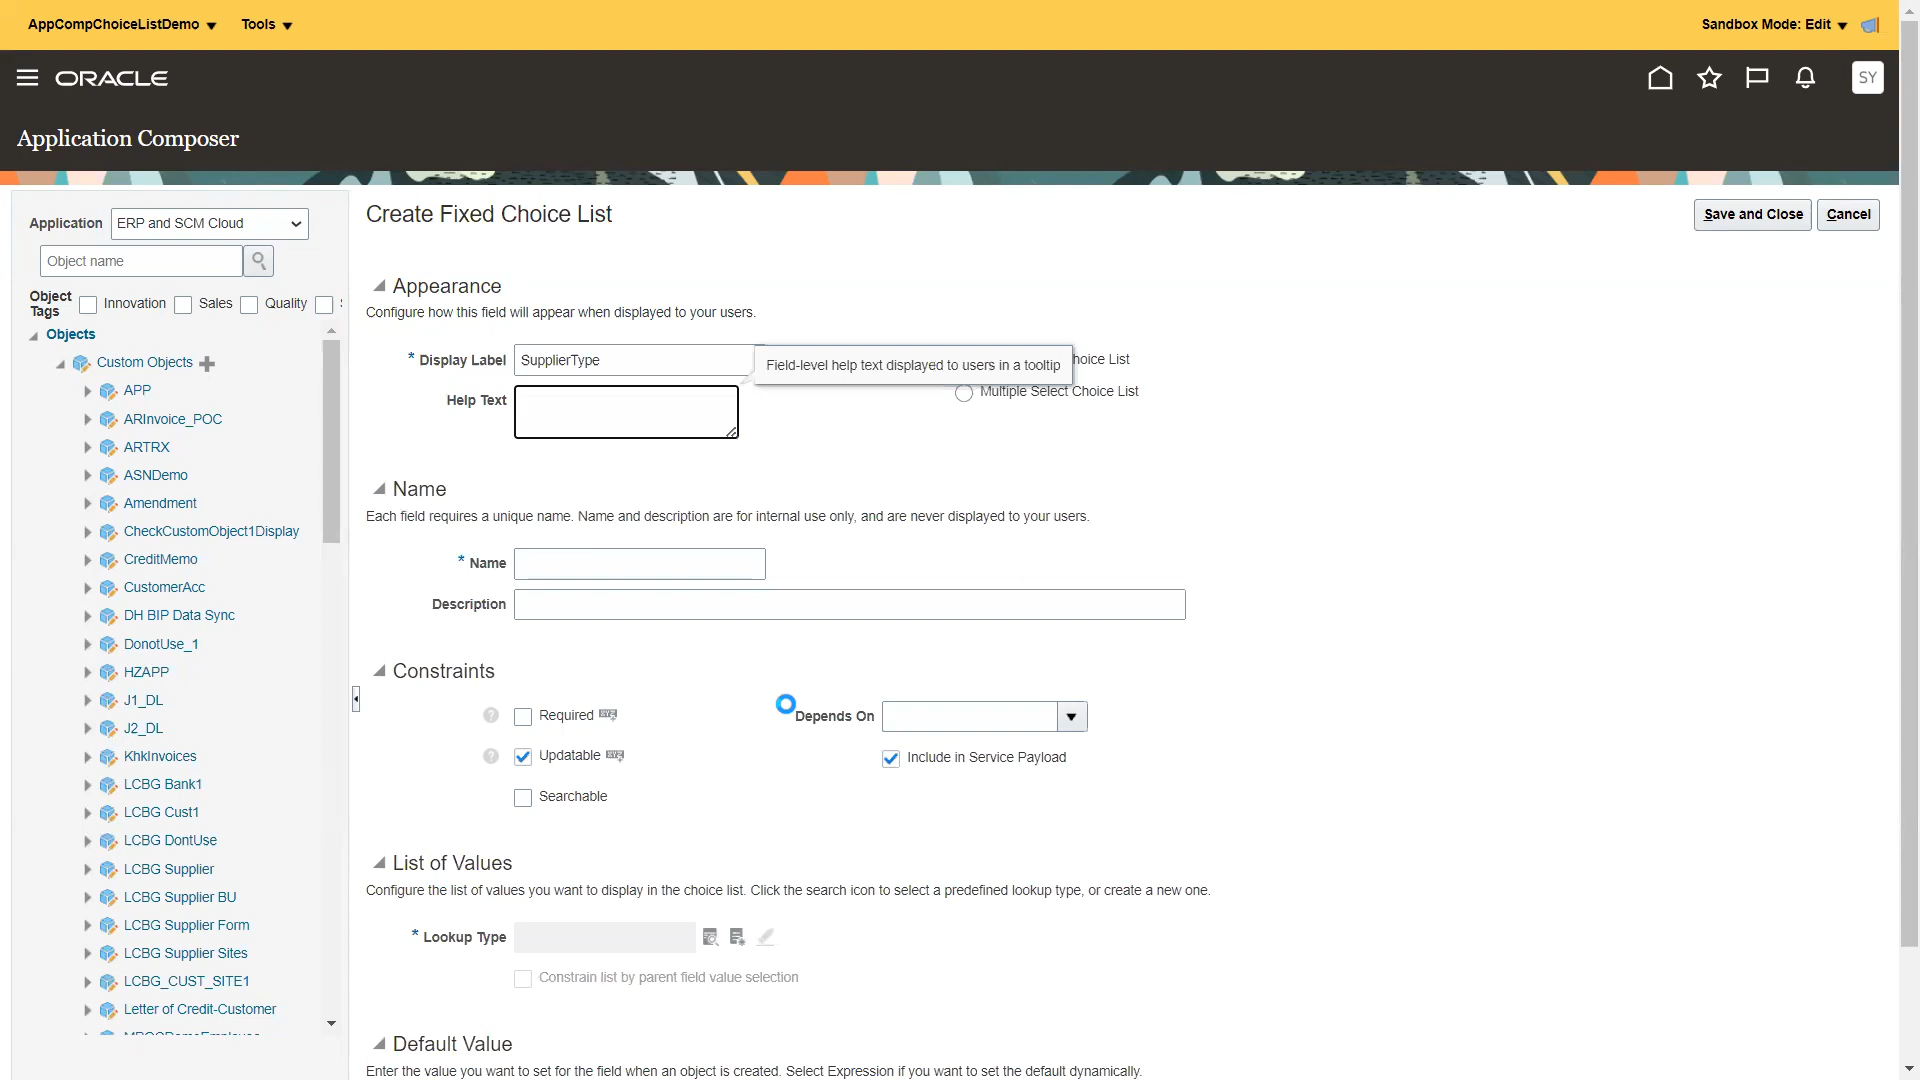 AppCompChoiceListDemo
Tools
Sandbox Mode: Edit
ORACLE
SY
Application Composer
Application
ERP and SCM Cloud
Object name
Object Tags
Innovation
Sales
Quality
Objects
Custom Objects
APP
ARInvoice_POC
ARTRX
ASNDemo
Amendment
CheckCustomObject1Display
CreditMemo
CustomerAcc
DH BIP Data Sync
DonotUse_1
HZAPP
J1_DL
J2_DL
KhkInvoices
LCBG Bank1
LCBG Cust1
LCBG DontUse
LCBG Supplier
LCBG Supplier BU
LCBG Supplier Form
LCBG Supplier Sites
LCBG_CUST_SITE1
Letter of Credit-Customer
Create Fixed Choice List
Save and Close
Cancel
Appearance
Configure how this field will appear when displayed to your users.
* Display Label
SupplierType
Field-level help text displayed to users in a tooltip
hoice List
Help Text
Multiple Select Choice List
Name
Each field requires a unique name. Name and description are for internal use only, and are never displayed to your users.
* Name
Description
Constraints
? Required
Depends On
? Updatable
Include in Service Payload
Searchable
List of Values
Configure the list of values you want to display in the choice list. Click the search icon to select a predefined lookup type, or create a new one.
* Lookup Type
Constrain list by parent field value selection
Default Value
Enter the value you want to set for the field when an object is created. Select Expression if you want to set the default dynamically.